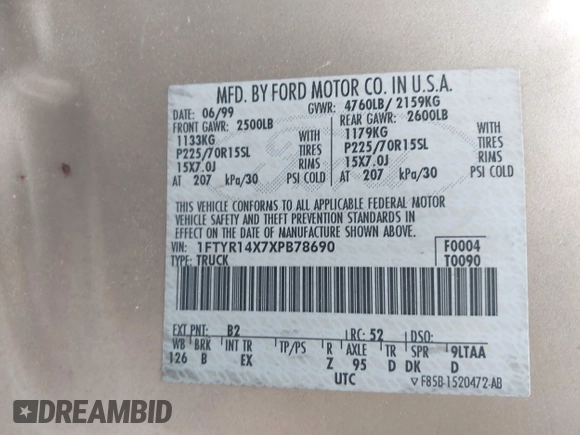 MFD. BY FORD MOTOR CO. IN U.S.A.
DATE: 06/99 GVWR: 4760LB/ 2159KG
FRONT GAWR: 2500LB REAR GAWR: 2600LB
1133KG WITH 1179KG WITH
P225/70R15SL TIRES P225/70R15SL TIRES
15X7.0J RIMS 15X7.0J RIMS
AT 207 kPa/30 PSI COLD AT 207 kPa/30 PSI COLD
THIS VEHICLE CONFORMS TO ALL APPLICABLE FEDERAL MOTOR
VEHICLE SAFETY AND THEFT PREVENTION STANDARDS IN
EFFECT ON THE DATE OF MANUFACTURE SHOWN ABOVE.
VIN: 1FTYR14X7XPB78690 F0004
TYPE: TRUCK T0090
EXT PNT: B2 RC: 52 DSO:
WB BRK INT TR TP/PS R AXLE TR SPR 9LTAA
126 B EX Z 95 D DK D
UTC ▽F85B-1520472-AB
DREAMBID